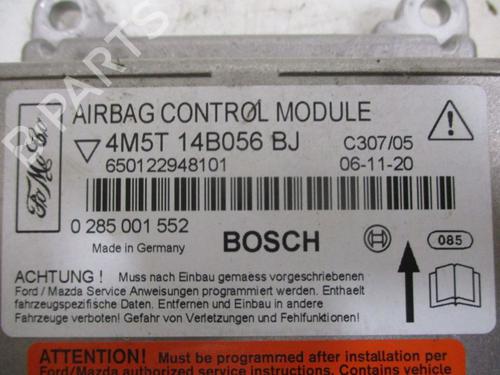 AIRBAG CONTROL MODULE
4M5T 14B056 BJ
C307/05
650122948101
06-11-20
FoMoCo
0 285 001 552
Made in Germany
BOSCH
085
ACHTUNG ! Muss nach Einbau gemaess vorgeschriebenen
Ford / Mazda Service Anweisungen programmiert werden. Enthaelt
fahrzeugspezifische Daten. Entfernen und Einbau in andere
Fahrzeuge verboten! Gefahr von Verletzungen und Fehlfunktionen!
ATTENTION! Must be programmed after installation per
Ford/Mazda authorized service instructions. Contains vehicle